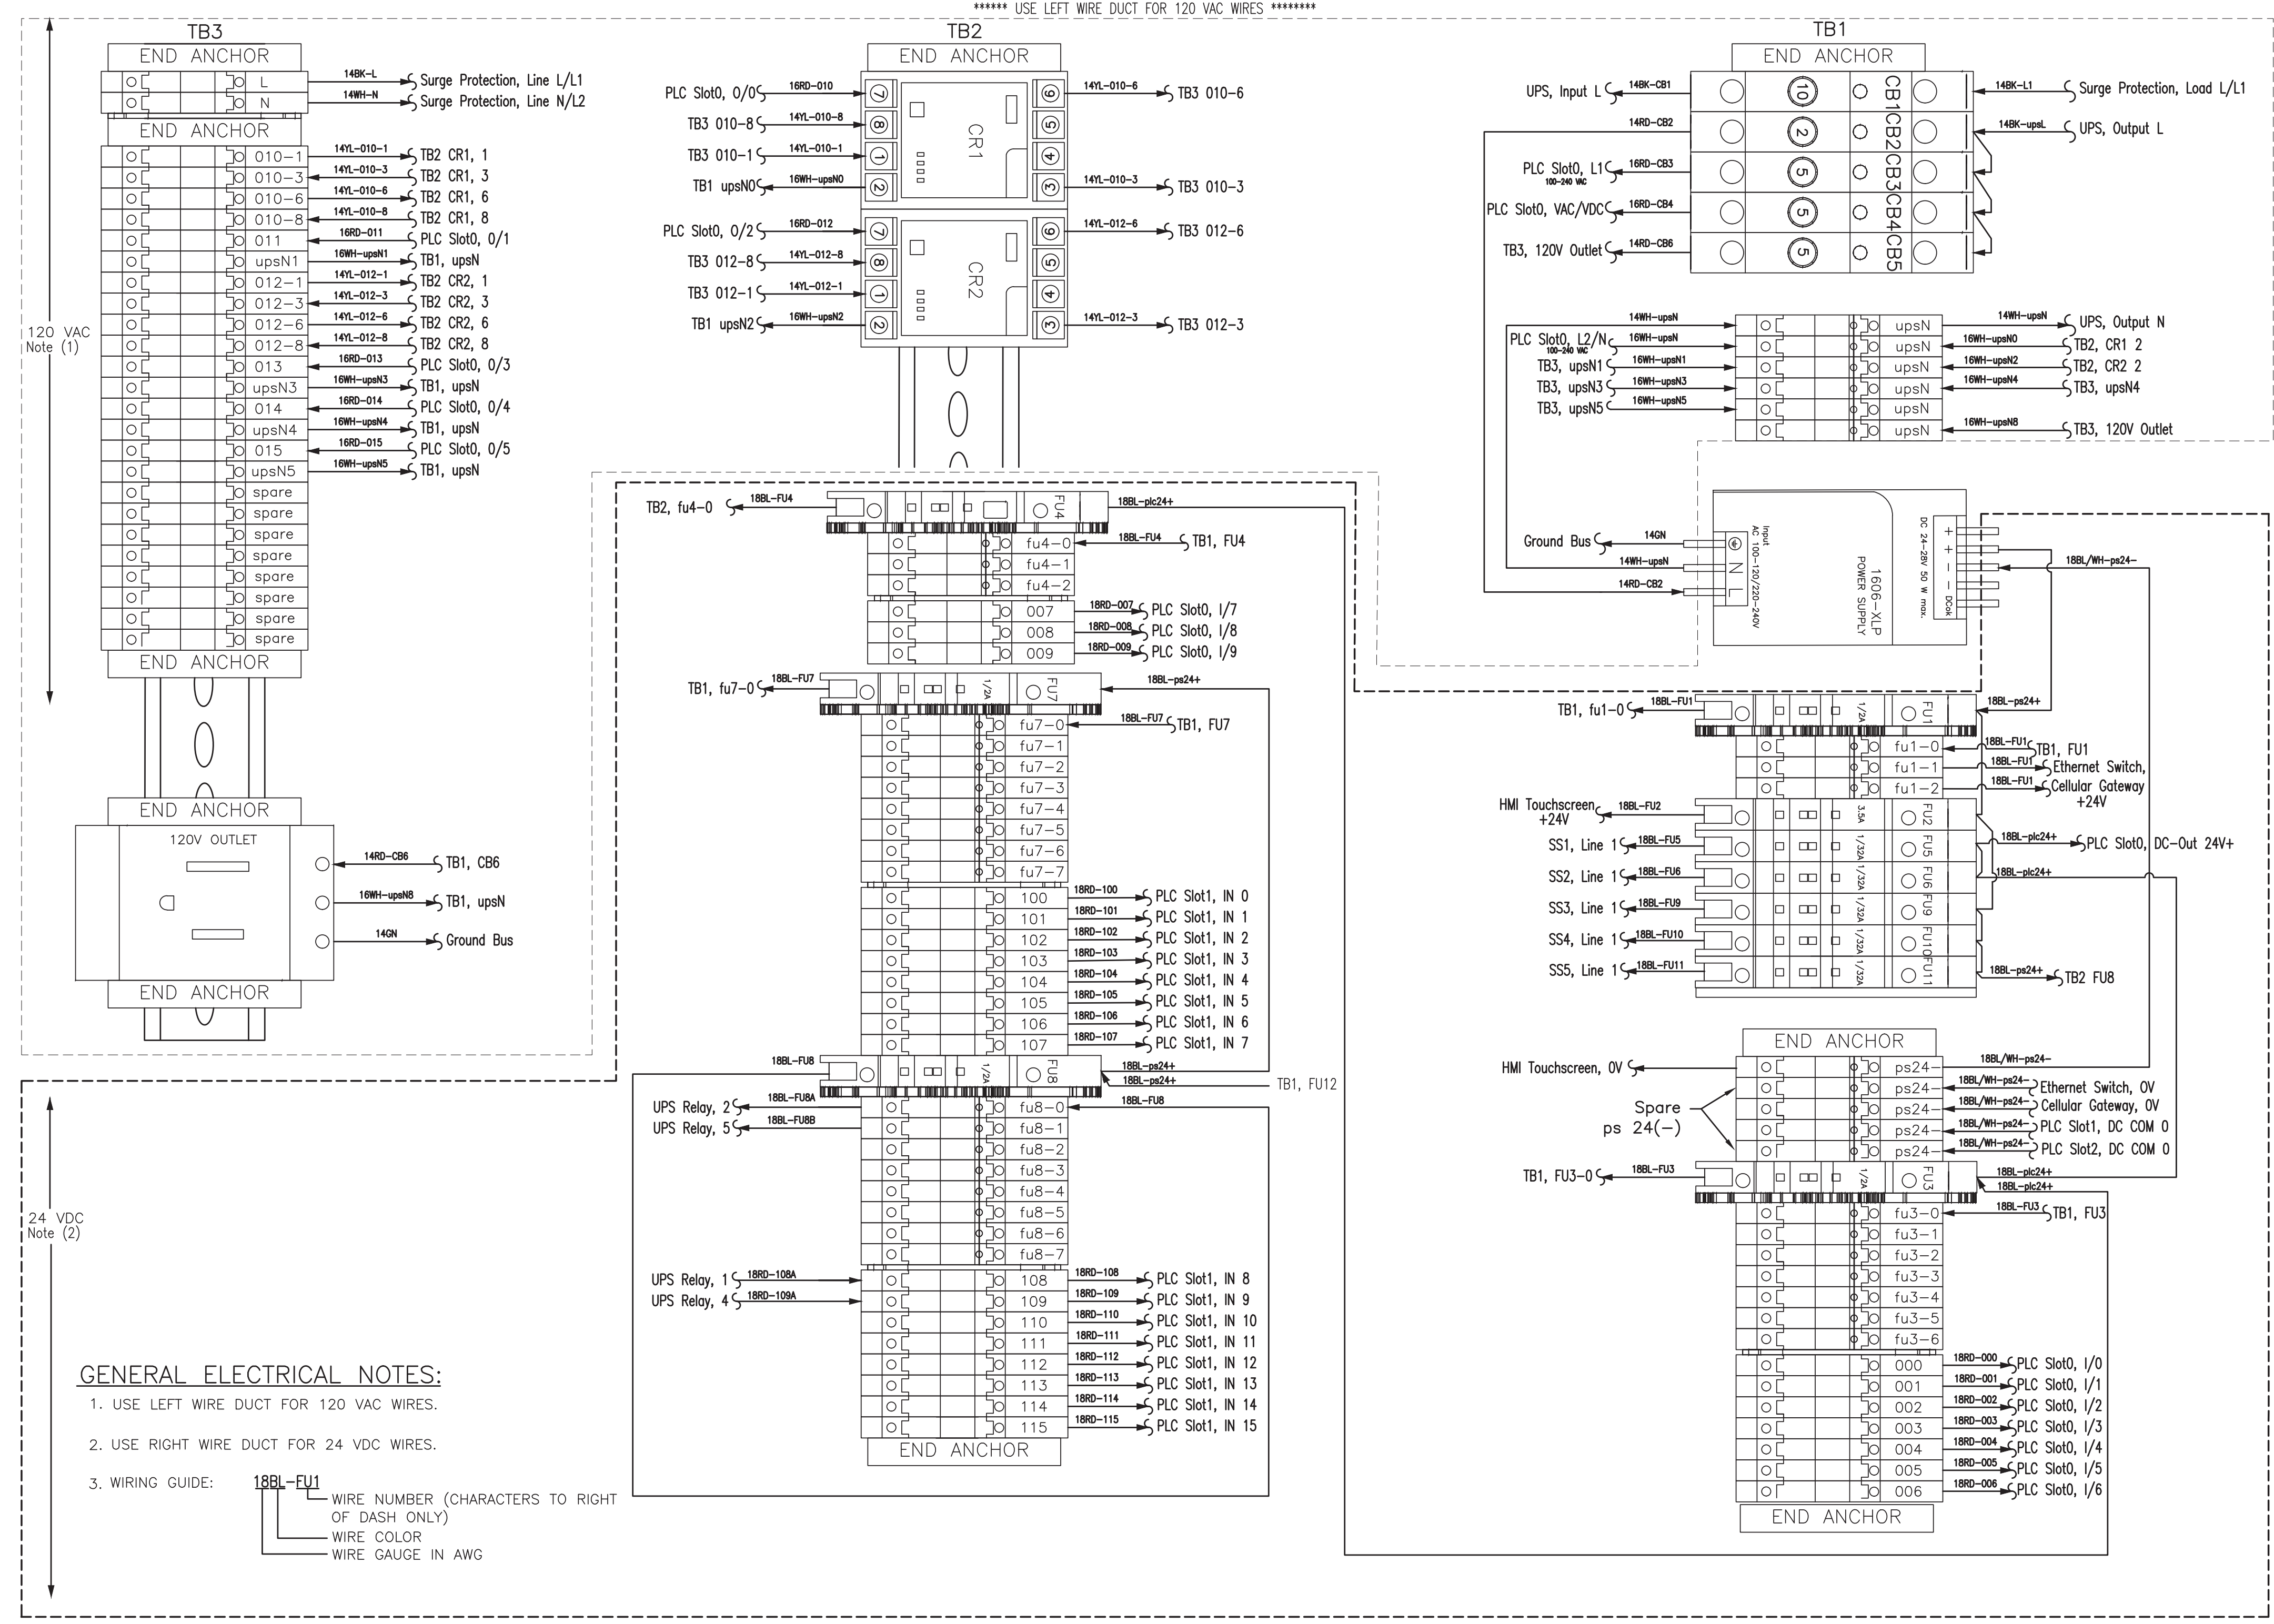 ****** USE LEFT WIRE DUCT FOR 120 VAC WIRES ********
TB3
END ANCHOR
L 14BK-L Surge Protection, Line L/L1
N 14WH-N Surge Protection, Line N/L2
END ANCHOR
010-1 14YL-010-1 TB2 CR1, 1
010-3 14YL-010-3 TB2 CR1, 3
010-6 14YL-010-6 TB2 CR1, 6
010-8 14YL-010-8 TB2 CR1, 8
011 16RD-011 PLC Slot0, O/1
upsN1 16WH-upsN1 TB1, upsN
012-1 14YL-012-1 TB2 CR2, 1
012-3 14YL-012-3 TB2 CR2, 3
012-6 14YL-012-6 TB2 CR2, 6
012-8 14YL-012-8 TB2 CR2, 8
013 16RD-013 PLC Slot0, O/3
upsN3 16WH-upsN3 TB1, upsN
014 16RD-014 PLC Slot0, O/4
upsN4 16WH-upsN4 TB1, upsN
015 16RD-015 PLC Slot0, O/5
upsN5 16WH-upsN5 TB1, upsN
spare
spare
spare
spare
spare
spare
spare
spare
END ANCHOR
120 VAC
Note (1)
END ANCHOR
120V OUTLET
14RD-CB6 TB1, CB6
16WH-upsN8 TB1, upsN
14GN Ground Bus
END ANCHOR
24 VDC
Note (2)
GENERAL ELECTRICAL NOTES:
1. USE LEFT WIRE DUCT FOR 120 VAC WIRES.
2. USE RIGHT WIRE DUCT FOR 24 VDC WIRES.
3. WIRING GUIDE: 18BL-FU1
WIRE NUMBER (CHARACTERS TO RIGHT
OF DASH ONLY)
WIRE COLOR
WIRE GAUGE IN AWG
TB2
END ANCHOR
PLC Slot0, O/0 16RD-010 7 CR1 6 14YL-010-6 TB3 010-6
TB3 010-8 14YL-010-8 8 5
TB3 010-1 14YL-010-1 1 4
TB1 upsN0 16WH-upsN0 2 3 14YL-010-3 TB3 010-3
PLC Slot0, O/2 16RD-012 7 CR2 6 14YL-012-6 TB3 012-6
TB3 012-8 14YL-012-8 8 5
TB3 012-1 14YL-012-1 1 4
TB1 upsN2 16WH-upsN2 2 3 14YL-012-3 TB3 012-3
TB2, fu4-0 18BL-FU4 FU4 18BL-plc24+
fu4-0 18BL-FU4 TB1, FU4
fu4-1
fu4-2
007 18RD-007 PLC Slot0, I/7
008 18RD-008 PLC Slot0, I/8
009 18RD-009 PLC Slot0, I/9
TB1, fu7-0 18BL-FU7 1/2A FU7 18BL-ps24+
fu7-0 18BL-FU7 TB1, FU7
fu7-1
fu7-2
fu7-3
fu7-4
fu7-5
fu7-6
fu7-7
100 18RD-100 PLC Slot1, IN 0
101 18RD-101 PLC Slot1, IN 1
102 18RD-102 PLC Slot1, IN 2
103 18RD-103 PLC Slot1, IN 3
104 18RD-104 PLC Slot1, IN 4
105 18RD-105 PLC Slot1, IN 5
106 18RD-106 PLC Slot1, IN 6
107 18RD-107 PLC Slot1, IN 7
18BL-FU8 1/2A FU8 18BL-ps24+
18BL-ps24+ TB1, FU12
UPS Relay, 2 18BL-FU8A fu8-0 18BL-FU8
UPS Relay, 5 18BL-FU8B fu8-1
fu8-2
fu8-3
fu8-4
fu8-5
fu8-6
fu8-7
UPS Relay, 1 18RD-108A 108 18RD-108 PLC Slot1, IN 8
UPS Relay, 4 18RD-109A 109 18RD-109 PLC Slot1, IN 9
110 18RD-110 PLC Slot1, IN 10
111 18RD-111 PLC Slot1, IN 11
112 18RD-112 PLC Slot1, IN 12
113 18RD-113 PLC Slot1, IN 13
114 18RD-114 PLC Slot1, IN 14
115 18RD-115 PLC Slot1, IN 15
END ANCHOR
TB1
END ANCHOR
UPS, Input L 14BK-CB1 10 CB1 14BK-L1 Surge Protection, Load L/L1
14RD-CB2 2 CB2 14BK-upsL UPS, Output L
PLC Slot0, L1 16RD-CB3 5 CB3
100-240 VAC
PLC Slot0, VAC/VDC 16RD-CB4 5 CB4
TB3, 120V Outlet 14RD-CB6 5 CB5
14WH-upsN upsN 14WH-upsN UPS, Output N
PLC Slot0, L2/N 16WH-upsN upsN 16WH-upsN0 TB2, CR1 2
100-240 VAC
TB3, upsN1 16WH-upsN1 upsN 16WH-upsN2 TB2, CR2 2
TB3, upsN3 16WH-upsN3 upsN 16WH-upsN4 TB3, upsN4
TB3, upsN5 16WH-upsN5 upsN
upsN 16WH-upsN8 TB3, 120V Outlet
Ground Bus 14GN
14WH-upsN N
14RD-CB2 L
Input
AC 100-120/220-240V
1606-XLP
POWER SUPPLY
DC 24-28V 50 W max.
+ + - - DCok
18BL/WH-ps24-
TB1, fu1-0 18BL-FU1 1/2A FU1 18BL-ps24+
fu1-0 18BL-FU1 TB1, FU1
fu1-1 18BL-FU1 Ethernet Switch,
fu1-2 18BL-FU1 Cellular Gateway
+24V
HMI Touchscreen 18BL-FU2 3.5A FU2
+24V
SS1, Line 1 18BL-FU5 1/32A FU5 18BL-plc24+ PLC Slot0, DC-Out 24V+
SS2, Line 1 18BL-FU6 1/32A FU6 18BL-plc24+
SS3, Line 1 18BL-FU9 1/32A FU9
SS4, Line 1 18BL-FU10 1/32A FU10
SS5, Line 1 18BL-FU11 1/32A FU11 18BL-ps24+ TB2 FU8
END ANCHOR
HMI Touchscreen, 0V ps24- 18BL/WH-ps24-
ps24- 18BL/WH-ps24- Ethernet Switch, 0V
Spare ps24- 18BL/WH-ps24- Cellular Gateway, 0V
ps 24(-) ps24- 18BL/WH-ps24- PLC Slot1, DC COM 0
ps24- 18BL/WH-ps24- PLC Slot2, DC COM 0
TB1, FU3-0 18BL-FU3 1/2A FU3 18BL-plc24+
18BL-plc24+
fu3-0 18BL-FU3 TB1, FU3
fu3-1
fu3-2
fu3-3
fu3-4
fu3-5
fu3-6
000 18RD-000 PLC Slot0, I/0
001 18RD-001 PLC Slot0, I/1
002 18RD-002 PLC Slot0, I/2
003 18RD-003 PLC Slot0, I/3
004 18RD-004 PLC Slot0, I/4
005 18RD-005 PLC Slot0, I/5
006 18RD-006 PLC Slot0, I/6
END ANCHOR